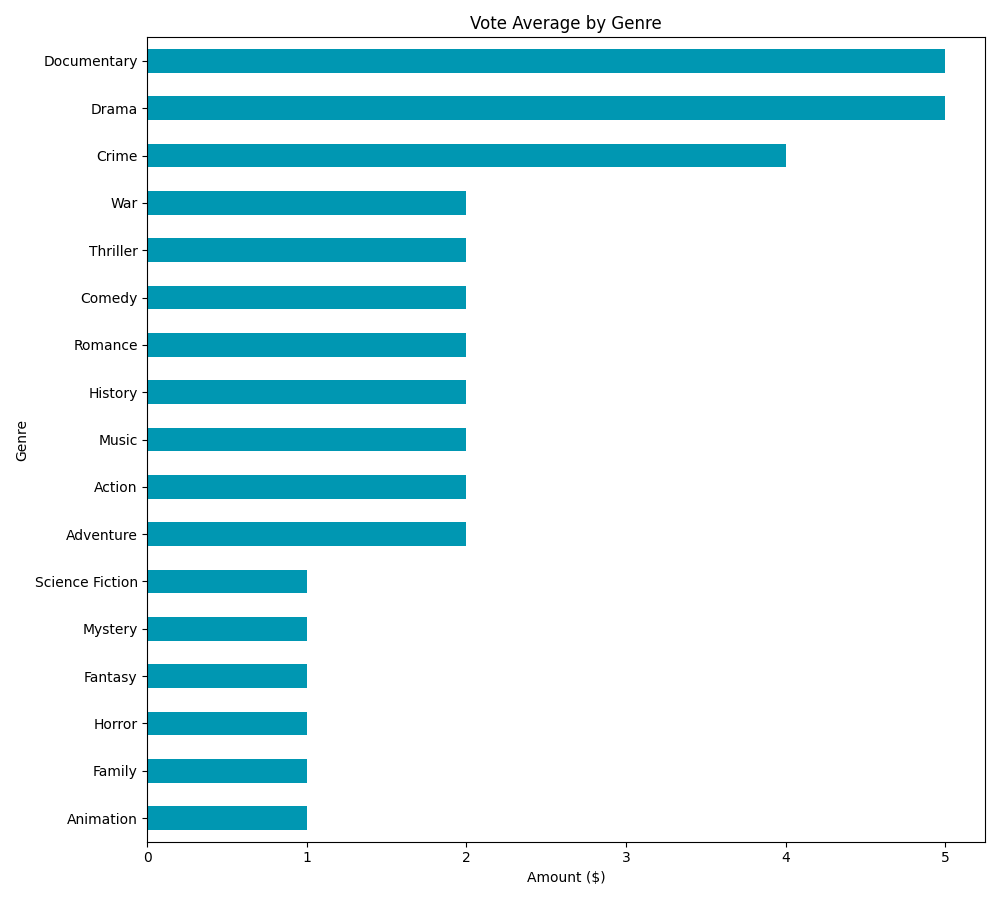 Vote Average by Genre
Documentary
Drama
Crime
War
Thriller
Comedy
Romance
History
Music
Action
Adventure
Science Fiction
Mystery
Fantasy
Horror
Family
Animation
Genre
0 1 2 3 4 5
Amount ($)